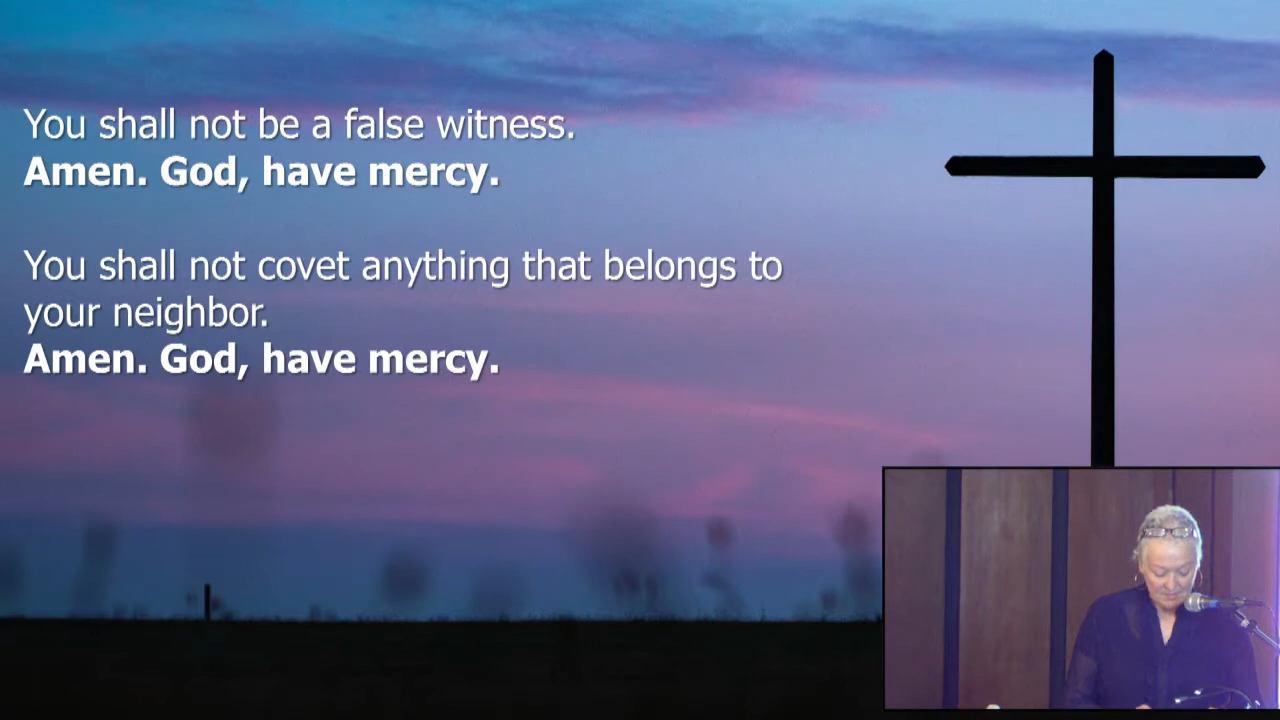 You shall not be a false witness.
Amen. God, have mercy.
You shall not covet anything that belongs to
your neighbor.
Amen. God, have mercy.